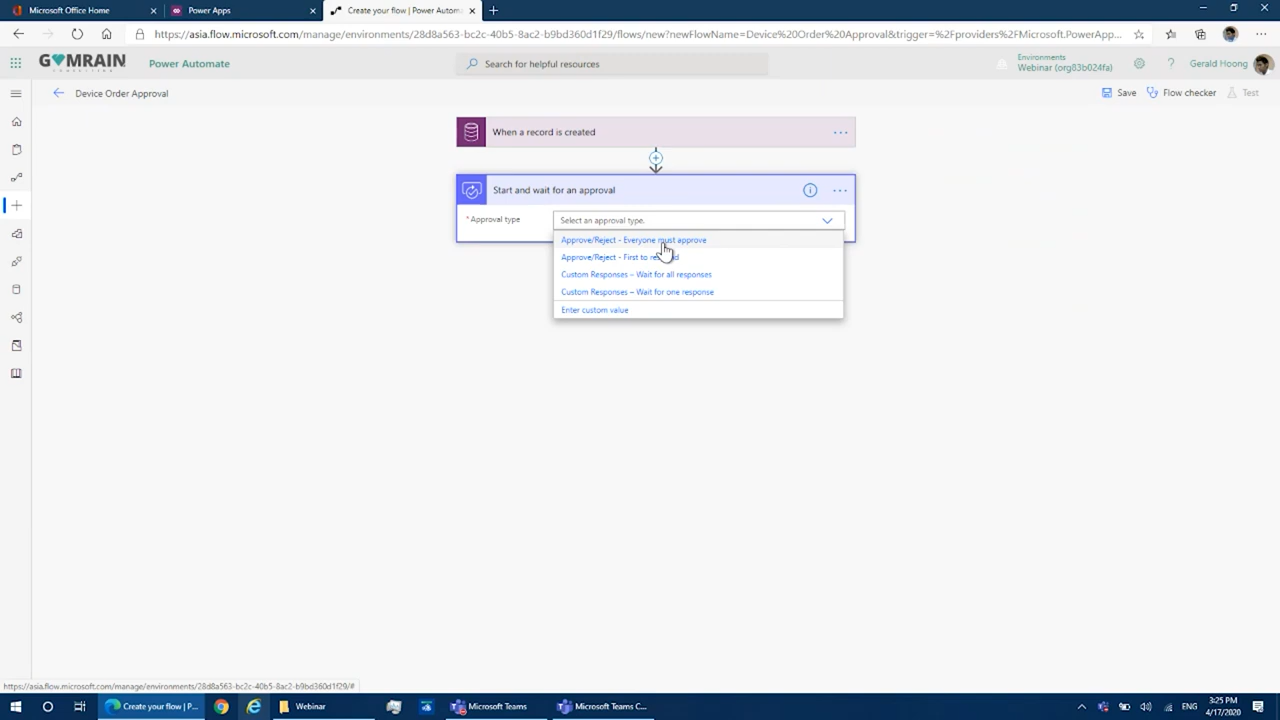 Microsoft Office Home
Power Apps
Create your flow | Power Automat
https://asia.flow.microsoft.com/manage/environments/28d8a563-bc2c-40b5-8ac2-b9bd360d1f29/flows/new?newFlowName=Device%20Order%20Approval&trigger=%2Fproviders%2FMicrosoft.PowerApp...
GOMRAIN
CONSULTING
Power Automate
Search for helpful resources
Environments
Webinar (org83b024fa)
?
Gerald Hoong
Device Order Approval
Save
Flow checker
Test
When a record is created
Start and wait for an approval
* Approval type
Select an approval type.
Approve/Reject - Everyone must approve
Approve/Reject - First to
Custom Responses – Wait for all responses
Custom Responses – Wait for one response
Enter custom value
https://asia.flow.microsoft.com/manage/environments/28d8a563-bc2c-40b5-8ac2-b9bd360d1f29/#
Create your flow | P...
Webinar
Microsoft Teams
Microsoft Teams C...
ENG
3:25 PM
4/17/2020